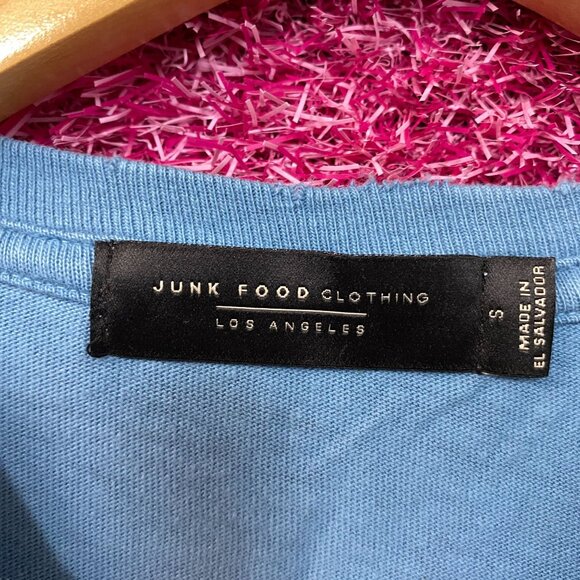 JUNK FOOD CLOTHING
LOS ANGELES
S
MADE IN
EL SALVADOR